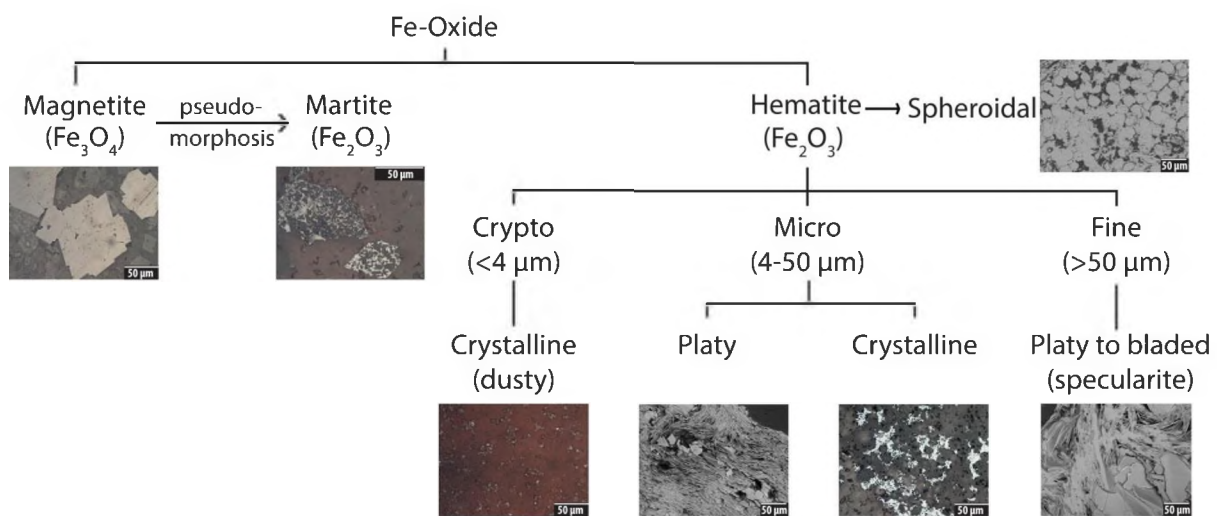 Fe-Oxide
Magnetite
(Fe₃O₄)
pseudo-
morphosis
Martite
(Fe₂O₃)
Hematite
(Fe₂O₃)
Spheroidal
50 µm
50 µm
50 µm
Crypto
(<4 µm)
Micro
(4-50 µm)
Fine
(>50 µm)
Crystalline
(dusty)
Platy
Crystalline
Platy to bladed
(specularite)
50 µm
50 µm
50 µm
50 µm